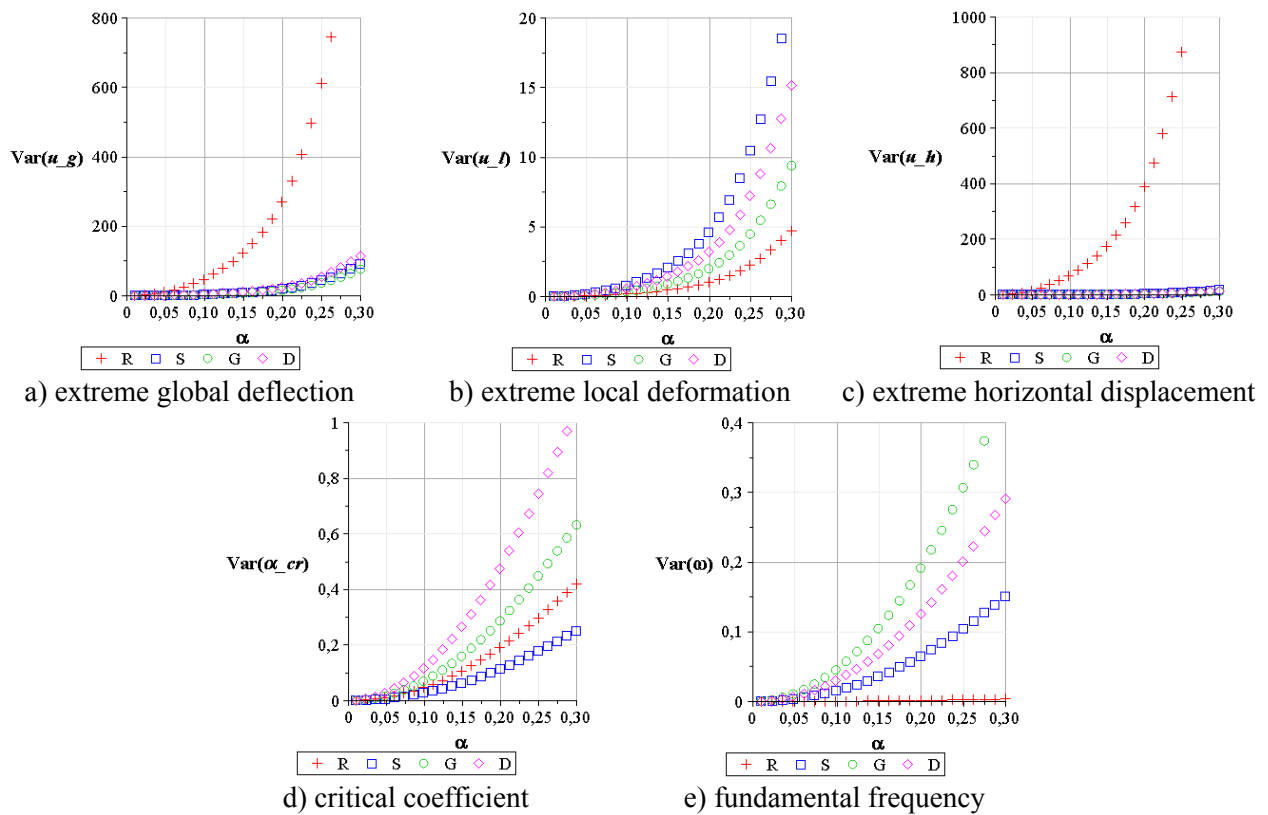 800
600
400
200
0
Var(u_g)
0 0,05 0,10 0,15 0,20 0,25 0,30
α
R S G D
a) extreme global deflection
20
15
10
5
0
Var(u_l)
0 0,05 0,10 0,15 0,20 0,25 0,30
α
R S G D
b) extreme local deformation
1000
800
600
400
200
0
Var(u_h)
0 0,05 0,10 0,15 0,20 0,25 0,30
α
R S G D
c) extreme horizontal displacement
1
0,8
0,6
0,4
0,2
0
Var(α_cr)
0 0,05 0,10 0,15 0,20 0,25 0,30
α
R S G D
d) critical coefficient
0,4
0,3
0,2
0,1
0
Var(ω)
0 0,05 0,10 0,15 0,20 0,25 0,30
α
R S G D
e) fundamental frequency